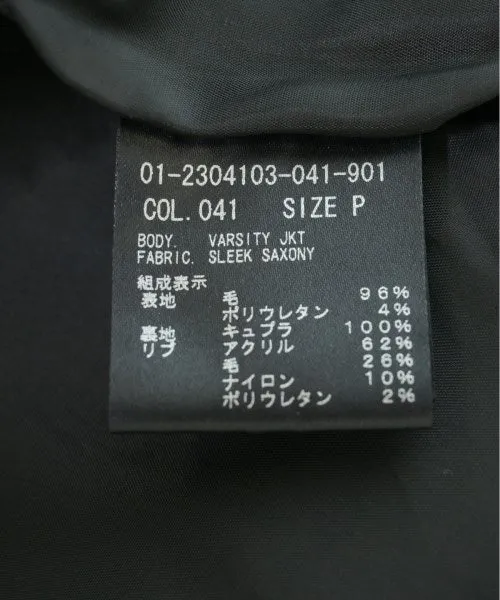 01-2304103-041-901
COL.041 SIZE P
BODY. VARSITY JKT
FABRIC. SLEEK SAXONY
組成表示
表地 毛 96%
ポリウレタン 4%
裏地 キュプラ 100%
リブ アクリル 62%
毛 26%
ナイロン 10%
ポリウレタン 2%